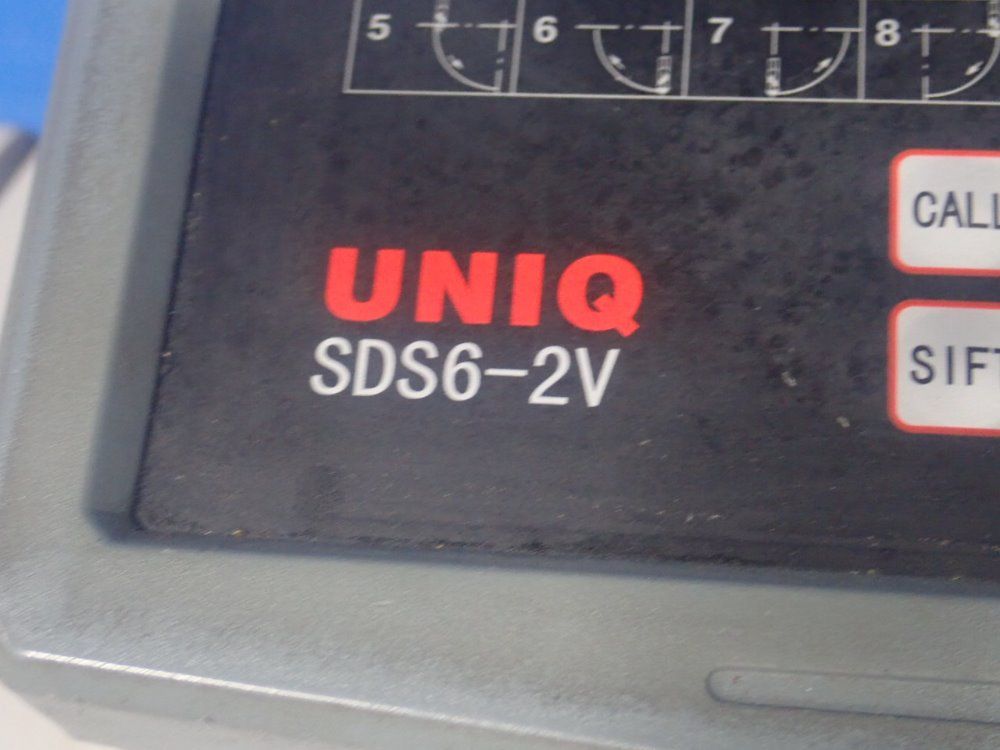 5 6 7 8
CALL
UNIQ
SIFT
SDS6-2V